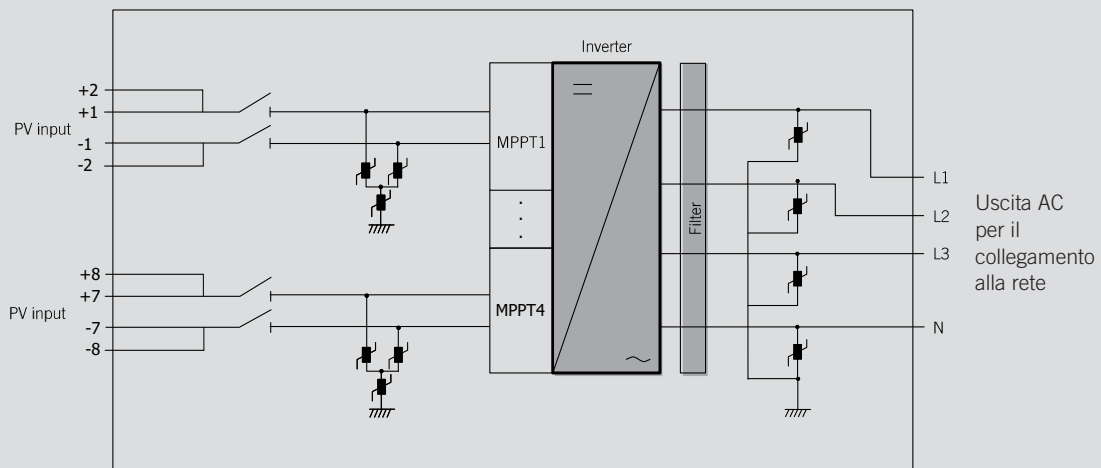 Inverter
+2
+1
PV input
-1
-2
MPPT1
.
.
.
+8
+7
PV input
-7
-8
MPPT4
Filter
L1
L2
L3
N
Uscita AC
per il
collegamento
alla rete